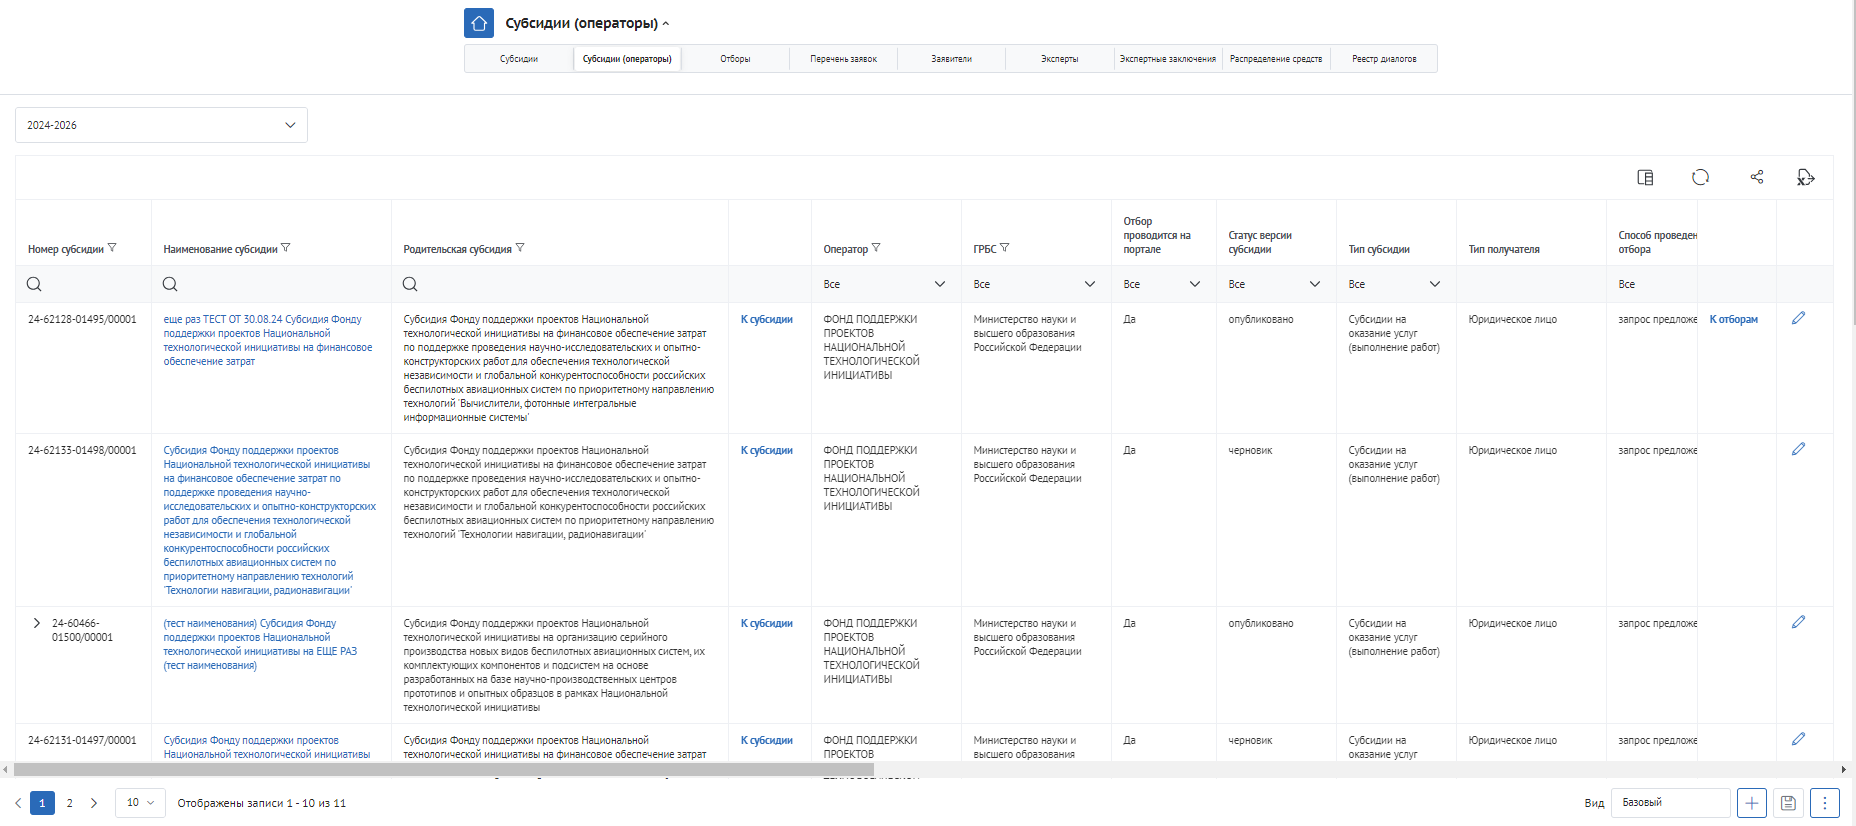 Субсидии (операторы)
Субсидии
Субсидии (операторы)
Отборы
Перечень заявок
Заявители
Эксперты
Экспертные заключения
Распределение средств
Реестр диалогов
2024-2026
Номер субсидии
Наименование субсидии
Родительская субсидия
Оператор
ГРБС
Отбор
проводится на
портале
Статус версии
субсидии
Тип субсидии
Тип получателя
Способ проведен
отбора
Все
Все
Все
Все
Все
Все
24-62128-01495/00001
еще раз ТЕСТ ОТ 30.08.24 Субсидия Фонду
поддержки проектов Национальной
технологической инициативы на финансовое
обеспечение затрат
Субсидия Фонду поддержки проектов Национальной
технологической инициативы на финансовое обеспечение затрат
по поддержке проведения научно-исследовательских и опытно-
конструкторских работ для обеспечения технологической
независимости и глобальной конкурентоспособности российских
беспилотных авиационных систем по приоритетному направлению
технологий 'Вычислители, фотонные интегральные
информационные системы'
К субсидии
ФОНД ПОДДЕРЖКИ
ПРОЕКТОВ
НАЦИОНАЛЬНОЙ
ТЕХНОЛОГИЧЕСКОЙ
ИНИЦИАТИВЫ
Министерство науки и
высшего образования
Российской Федерации
Да
опубликовано
Субсидии на
оказание услуг
(выполнение работ)
Юридическое лицо
запрос предложе
К отборам
24-62133-01498/00001
Субсидия Фонду поддержки проектов
Национальной технологической инициативы
на финансовое обеспечение затрат по
поддержке проведения научно-
исследовательских и опытно-конструкторских
работ для обеспечения технологической
независимости и глобальной
конкурентоспособности российских
беспилотных авиационных систем по
приоритетному направлению технологий
'Технологии навигации, радионавигации'
Субсидия Фонду поддержки проектов Национальной
технологической инициативы на финансовое обеспечение затрат
по поддержке проведения научно-исследовательских и опытно-
конструкторских работ для обеспечения технологической
независимости и глобальной конкурентоспособности российских
беспилотных авиационных систем по приоритетному направлению
технологий 'Технологии навигации, радионавигации'
К субсидии
ФОНД ПОДДЕРЖКИ
ПРОЕКТОВ
НАЦИОНАЛЬНОЙ
ТЕХНОЛОГИЧЕСКОЙ
ИНИЦИАТИВЫ
Министерство науки и
высшего образования
Российской Федерации
Да
черновик
Субсидии на
оказание услуг
(выполнение работ)
Юридическое лицо
запрос предложе
24-60466-
01500/00001
(тест наименования) Субсидия Фонду
поддержки проектов Национальной
технологической инициативы на ЕЩЕ РАЗ
(тест наименования)
Субсидия Фонду поддержки проектов Национальной
технологической инициативы на организацию серийного
производства новых видов беспилотных авиационных систем, их
комплектующих компонентов и подсистем на основе
разработанных на базе научно-производственных центров
прототипов и опытных образцов в рамках Национальной
технологической инициативы
К субсидии
ФОНД ПОДДЕРЖКИ
ПРОЕКТОВ
НАЦИОНАЛЬНОЙ
ТЕХНОЛОГИЧЕСКОЙ
ИНИЦИАТИВЫ
Министерство науки и
высшего образования
Российской Федерации
Да
опубликовано
Субсидии на
оказание услуг
(выполнение работ)
Юридическое лицо
запрос предложе
24-62131-01497/00001
Субсидия Фонду поддержки проектов
Национальной технологической инициативы
Субсидия Фонду поддержки проектов Национальной
технологической инициативы на финансовое обеспечение затрат
К субсидии
ФОНД ПОДДЕРЖКИ
ПРОЕКТОВ
Министерство науки и
высшего образования
Да
черновик
Субсидии на
оказание услуг
Юридическое лицо
запрос предложе
1
2
10
Отображены записи 1 - 10 из 11
Вид
Базовый